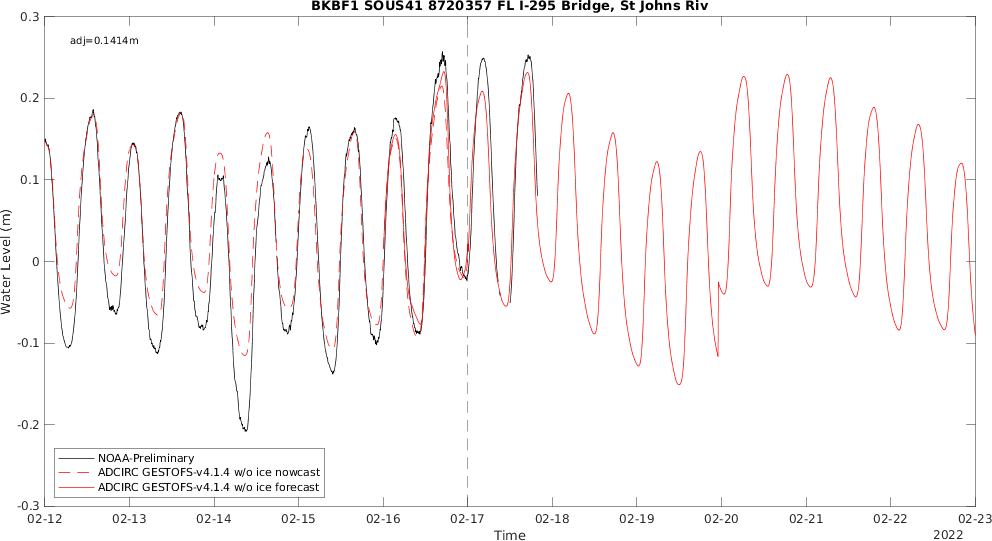 BKBF1 SOUS41 8720357 FL I-295 Bridge, St Johns Riv
adj=0.1414m
0.3
0.2
0.1
0
-0.1
-0.2
-0.3
Water Level (m)
NOAA-Preliminary
ADCIRC GESTOFS-v4.1.4 w/o ice nowcast
ADCIRC GESTOFS-v4.1.4 w/o ice forecast
02-12 02-13 02-14 02-15 02-16 02-17 02-18 02-19 02-20 02-21 02-22 02-23
Time
2022